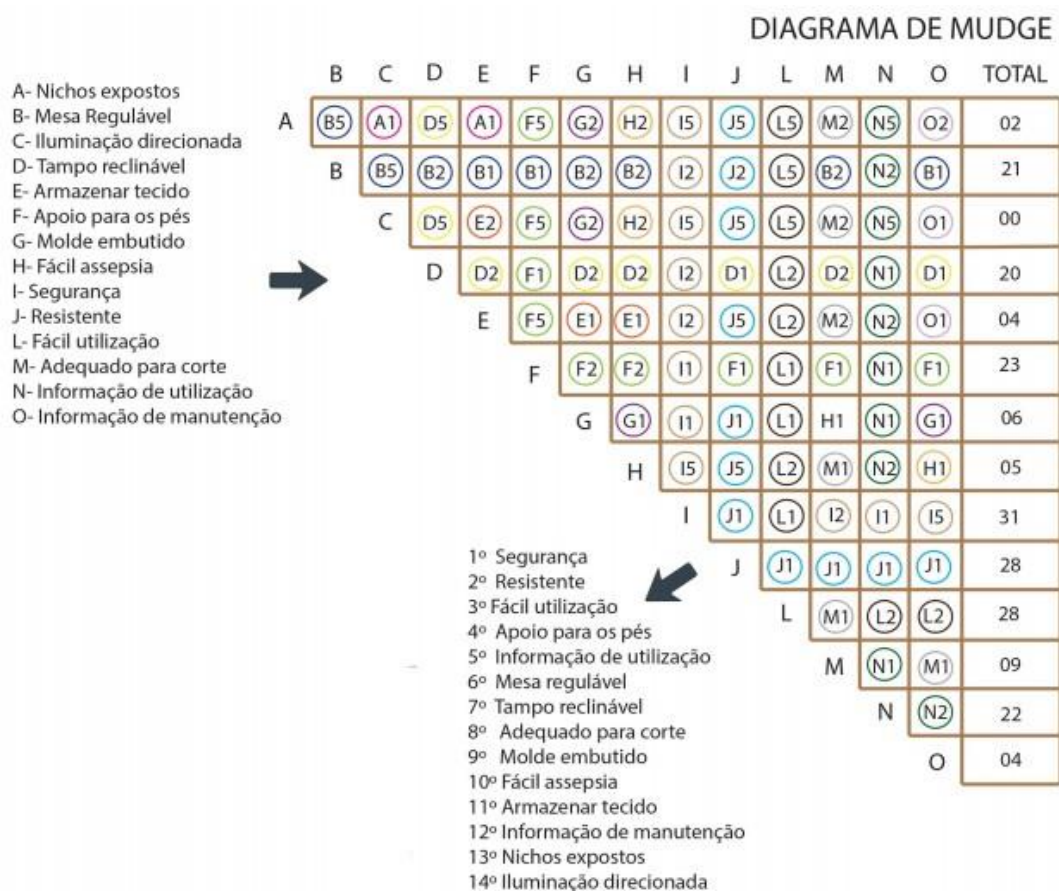 DIAGRAMA DE MUDGE
A- Nichos expostos
B- Mesa Regulável
C- Iluminação direcionada
D- Tampo reclinável
E- Armazenar tecido
F- Apoio para os pés
G- Molde embutido
H- Fácil assepsia
I- Segurança
J- Resistente
L- Fácil utilização
M- Adequado para corte
N- Informação de utilização
O- Informação de manutenção
B C D E F G H I J L M N O TOTAL
A B5 A1 D5 A1 F5 G2 H2 I5 J5 L5 M2 N5 O2 02
B B5 B2 B1 B1 B2 B2 I2 J2 L5 B2 N2 B1 21
C D5 E2 F5 G2 H2 I5 J5 L5 M2 N5 O1 00
D D2 F1 D2 D2 I2 D1 L2 D2 N1 D1 20
E F5 E1 E1 I2 J5 L2 M2 N2 O1 04
F F2 F2 I1 F1 L1 F1 N1 F1 23
G G1 I1 J1 L1 H1 N1 G1 06
H I5 J5 L2 M1 N2 H1 05
I J1 L1 I2 I1 I5 31
J J1 J1 J1 J1 28
L M1 L2 L2 28
M N1 M1 09
N N2 22
O 04
1º Segurança
2º Resistente
3º Fácil utilização
4º Apoio para os pés
5º Informação de utilização
6º Mesa regulável
7º Tampo reclinável
8º Adequado para corte
9º Molde embutido
10º Fácil assepsia
11º Armazenar tecido
12º Informação de manutenção
13º Nichos expostos
14º Iluminação direcionada